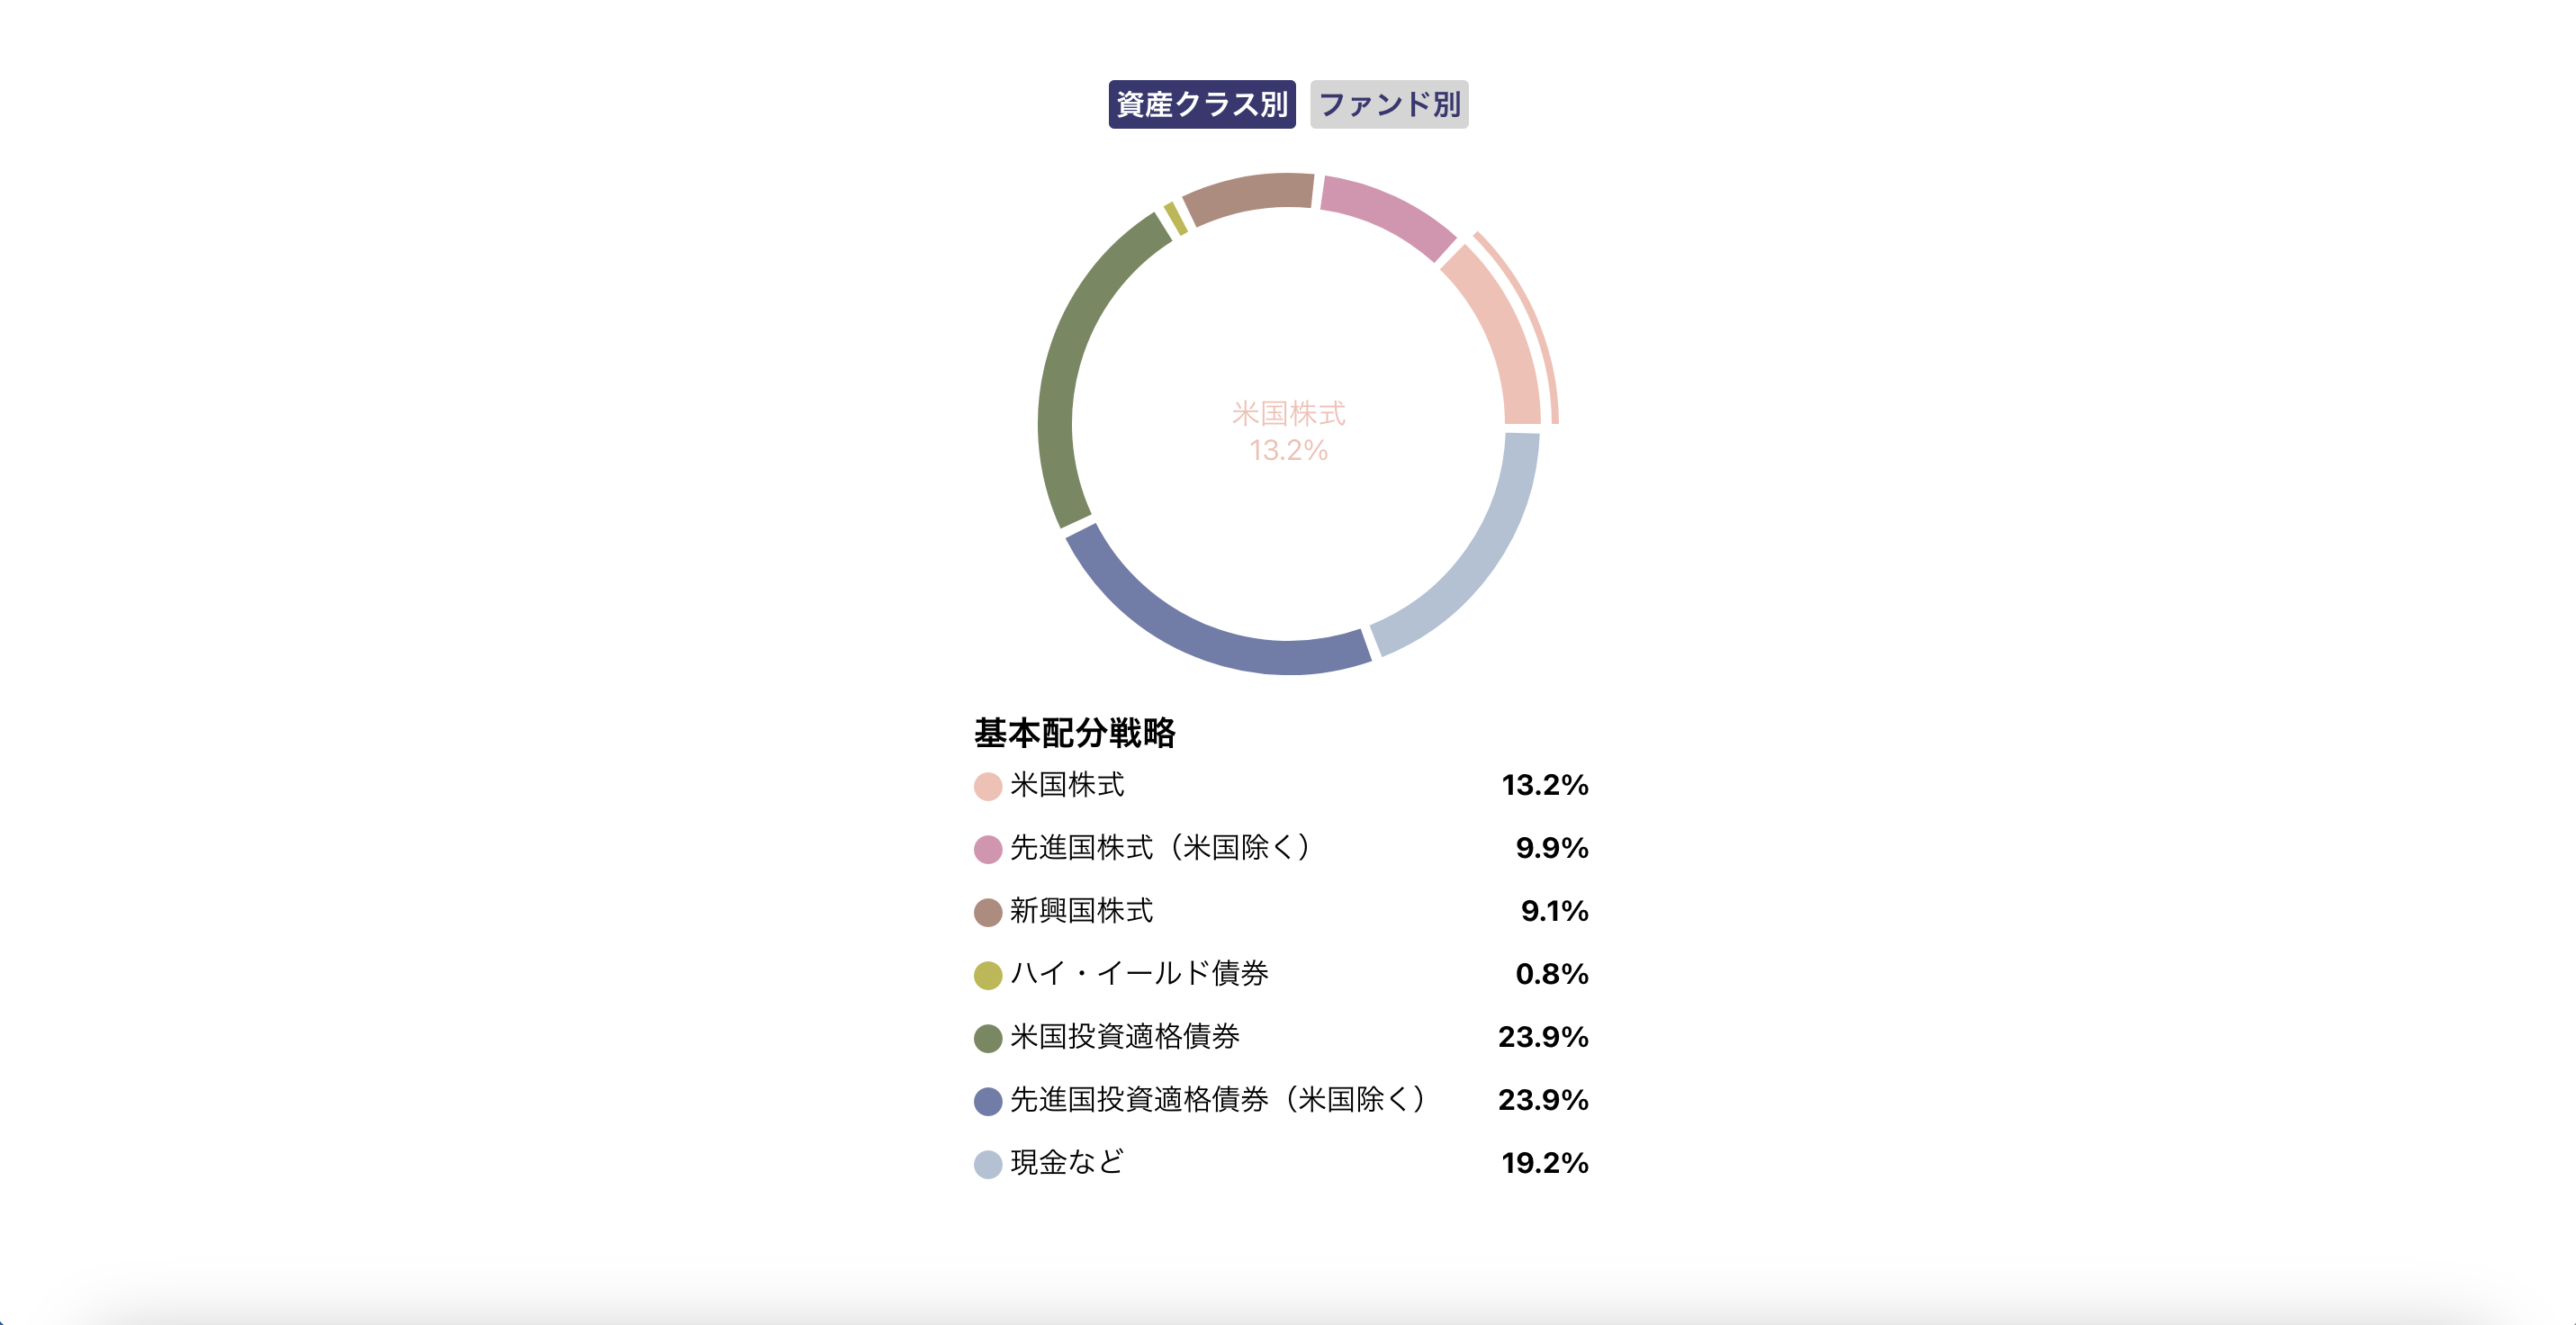 資産クラス別 ファンド別
米国株式
13.2%
基本配分戦略
米国株式 13.2%
先進国株式（米国除く） 9.9%
新興国株式 9.1%
ハイ・イールド債券 0.8%
米国投資適格債券 23.9%
先進国投資適格債券（米国除く） 23.9%
現金など 19.2%